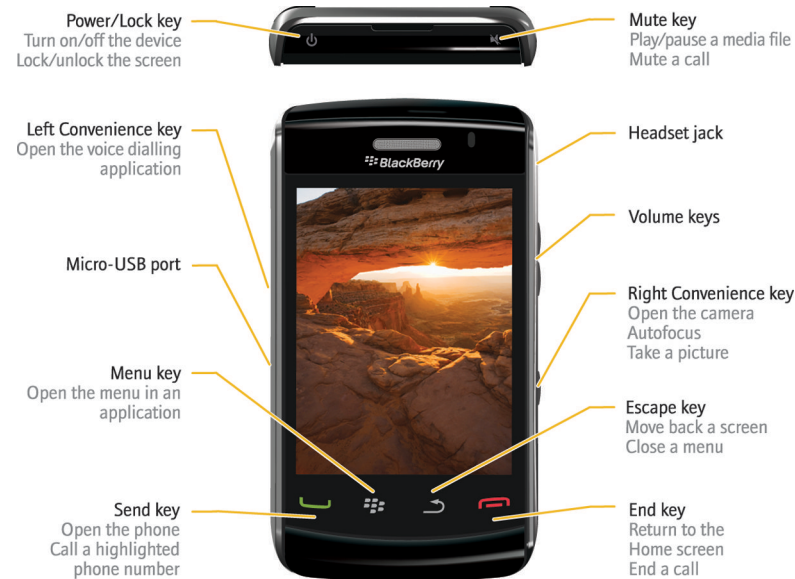 Power/Lock key
Turn on/off the device
Lock/unlock the screen
Mute key
Play/pause a media file
Mute a call
Left Convenience key
Open the voice dialling
application
Headset jack
BlackBerry
Volume keys
Micro-USB port
Right Convenience key
Open the camera
Autofocus
Take a picture
Menu key
Open the menu in an
application
Escape key
Move back a screen
Close a menu
Send key
Open the phone
Call a highlighted
phone number
End key
Return to the
Home screen
End a call